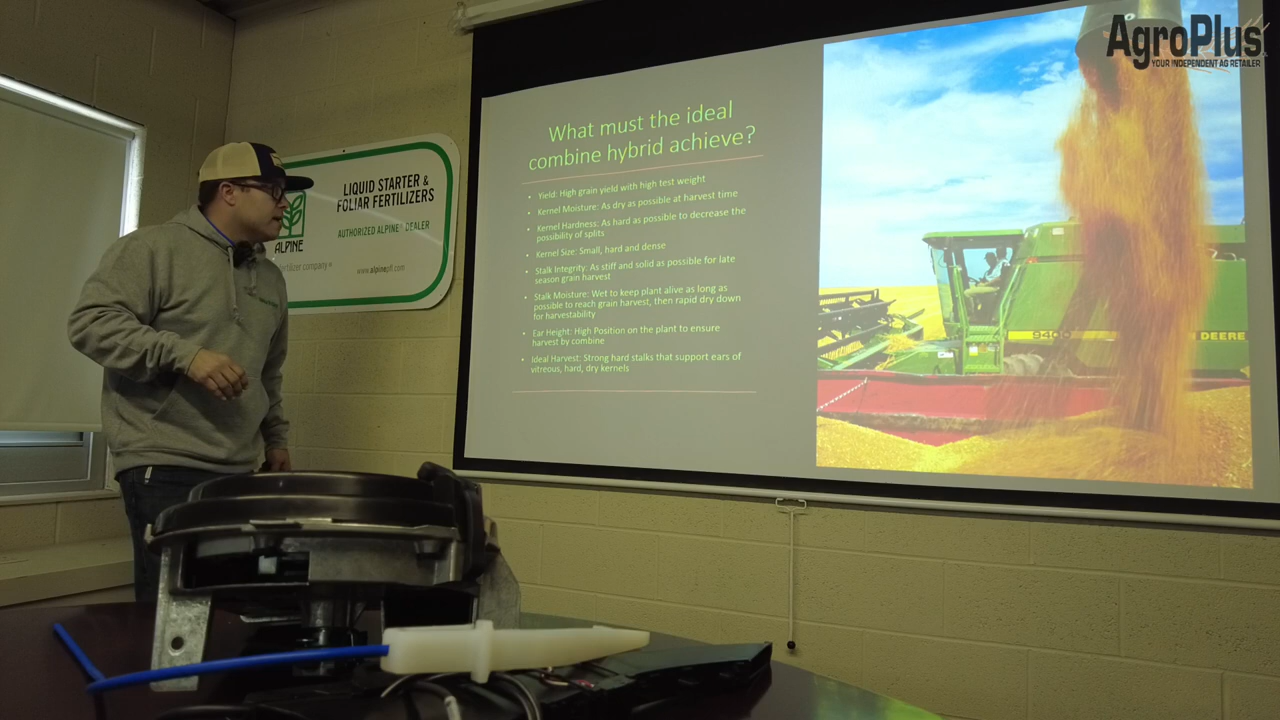 AgroPlus
YOUR INDEPENDENT AG RETAILER
What must the ideal
combine hybrid achieve?
• Yield: High grain yield with high test weight
• Kernel Moisture: As dry as possible at harvest time
• Kernel Hardness: As hard as possible to decrease the
possibility of splits
• Kernel Size: Small, hard and dense
• Stalk Integrity: As stiff and solid as possible for late
season grain harvest
• Stalk Moisture: Wet to keep plant alive as long as
possible to reach grain harvest, then rapid dry down
for harvestability
• Ear Height: High Position on the plant to ensure
harvest by combine
• Ideal Harvest: Strong hard stalks that support ears of
vitreous, hard, dry kernels
LIQUID STARTER &
FOLIAR FERTILIZERS
AUTHORIZED ALPINE® DEALER
ALPINE
fertilizer company
www.alpinepfl.com
9400
DEERE